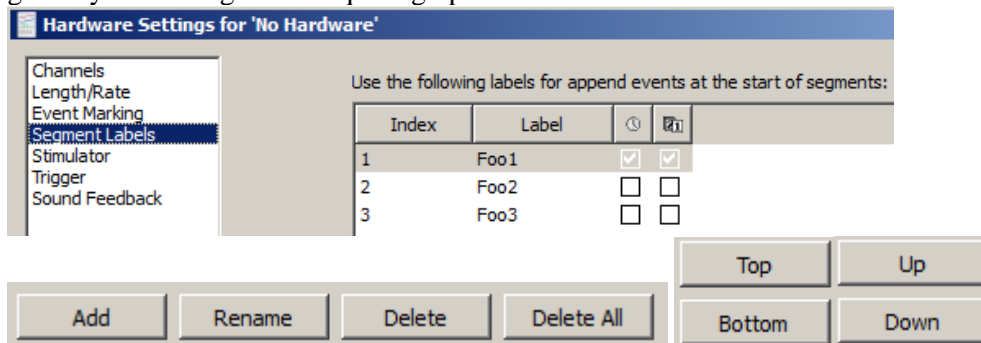 Hardware Settings for 'No Hardware'
Channels
Length/Rate
Event Marking
Segment Labels
Stimulator
Trigger
Sound Feedback
Use the following labels for append events at the start of segments:
Index Label
1 Foo1
2 Foo2
3 Foo3
Top Up
Add Rename Delete Delete All
Bottom Down